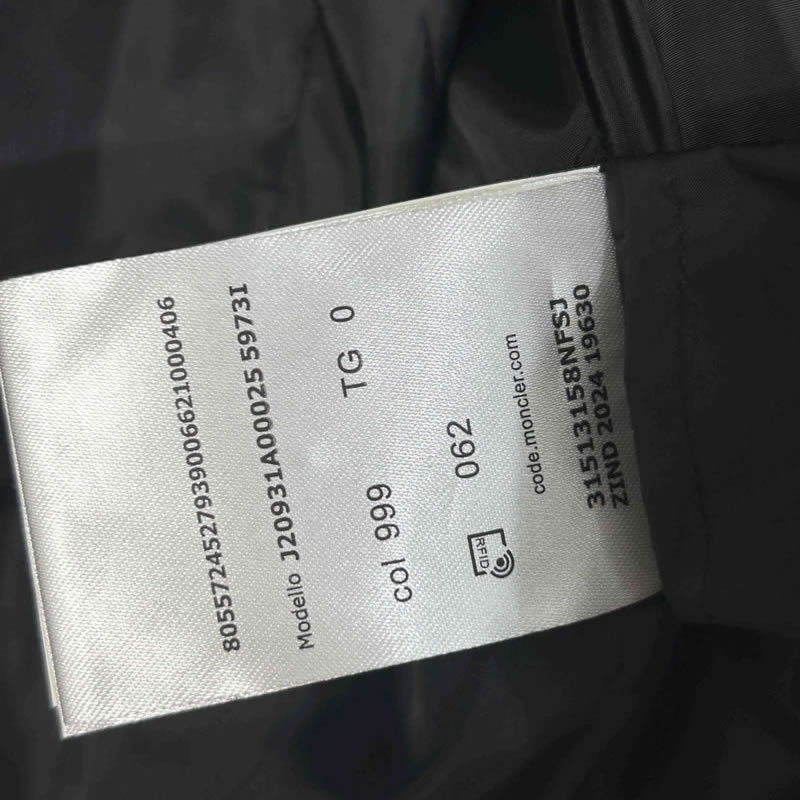 8055724527939006621000406
Modello J20931A00025 5973I
col 999 TG 0
RFID 062
code.moncler.com
31513158NFSJ
ZIND 2024 19630